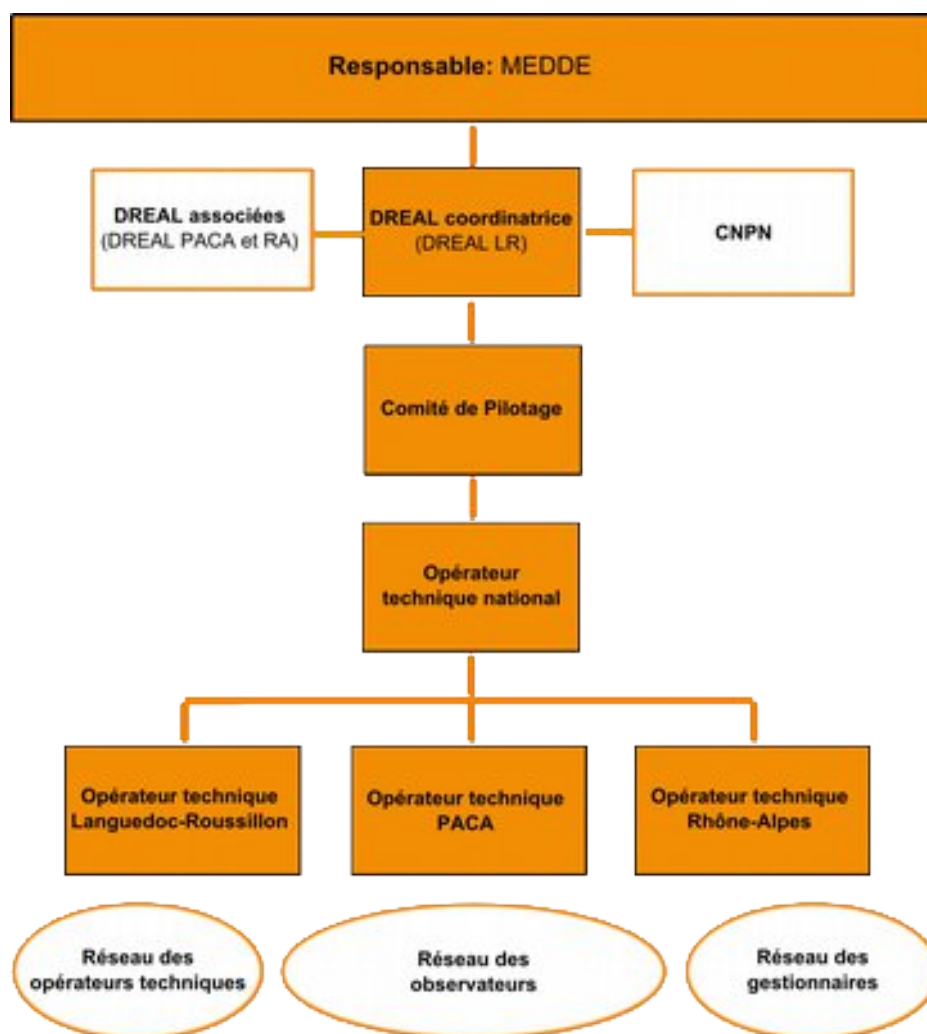 Responsable: MEDDE
DREAL associées
(DREAL PACA et RA)
DREAL coordinatrice
(DREAL LR)
CNPN
Comité de Pilotage
Opérateur
technique national
Opérateur technique
Languedoc-Roussillon
Opérateur technique
PACA
Opérateur technique
Rhône-Alpes
Réseau des
opérateurs techniques
Réseau des
observateurs
Réseau des
gestionnaires